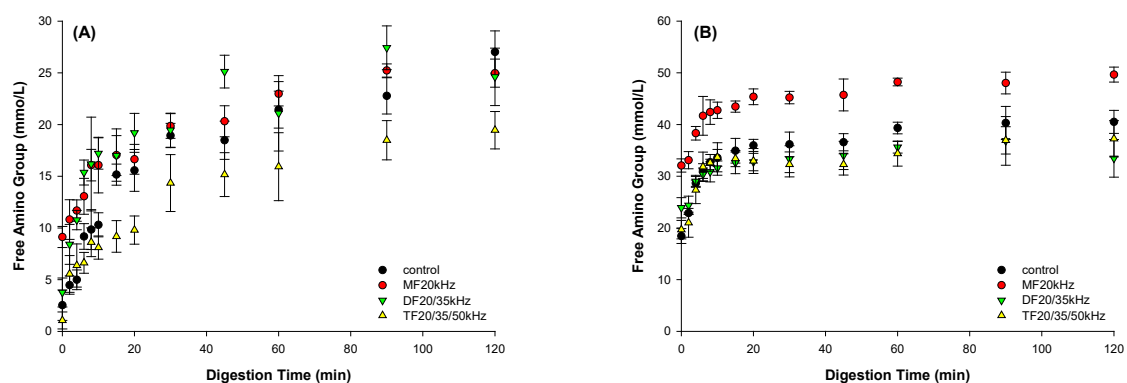 (A)
Free Amino Group (mmo/L)
30
25
20
15
10
5
0
control
MF20kHz
DF20/35kHz
TF20/35/50kHz
0 20 40 60 80 100 120
Digestion Time (min)
(B)
Free Amino Group (mmol/L)
60
50
40
30
20
10
0
control
MF20kHz
DF20/35kHz
TF20/35/50kHz
0 20 40 60 80 100 120
Digestion Time (min)